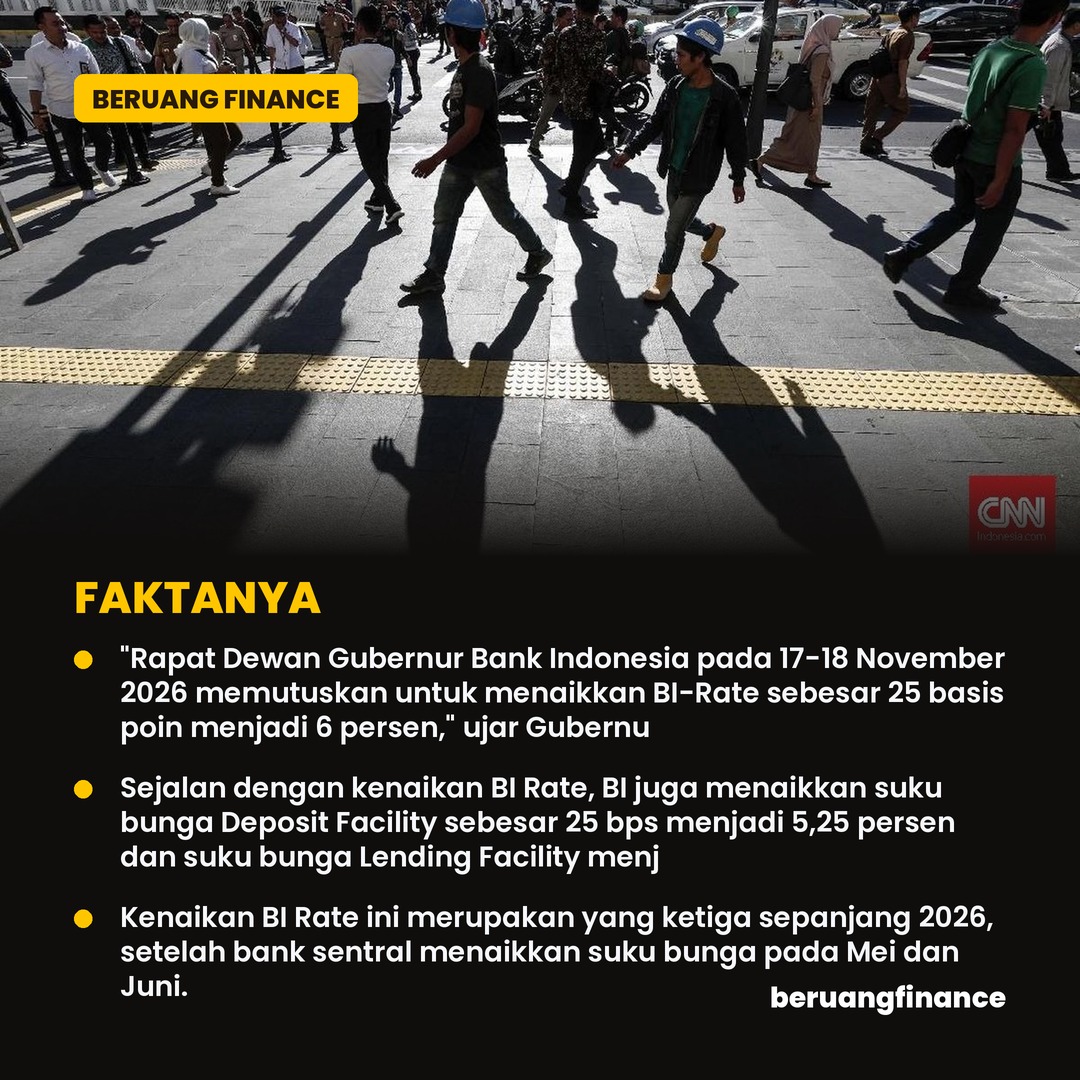 BERUANG FINANCE
CNN
Indonesia.com
FAKTANYA
"Rapat Dewan Gubernur Bank Indonesia pada 17-18 November
2026 memutuskan untuk menaikkan BI-Rate sebesar 25 basis
poin menjadi 6 persen," ujar Gubernu
Sejalan dengan kenaikan BI Rate, BI juga menaikkan suku
bunga Deposit Facility sebesar 25 bps menjadi 5,25 persen
dan suku bunga Lending Facility menj
Kenaikan BI Rate ini merupakan yang ketiga sepanjang 2026,
setelah bank sentral menaikkan suku bunga pada Mei dan
Juni.
beruangfinance